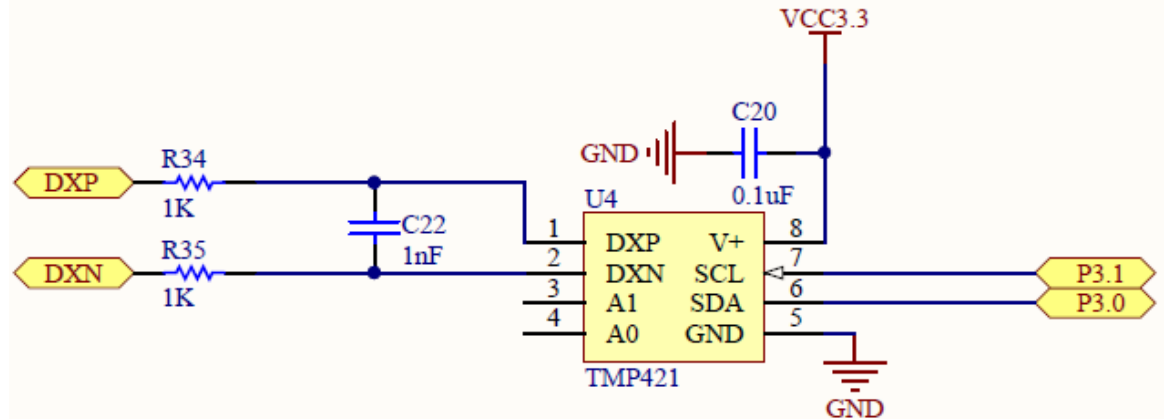 VCC3.3
C20
GND
0.1uF
R34
DXP
1K
C22
1nF
R35
DXN
1K
U4
1 DXP V+ 8
2 DXN SCL 7
3 A1 SDA 6
4 A0 GND 5
TMP421
P3.1
P3.0
GND